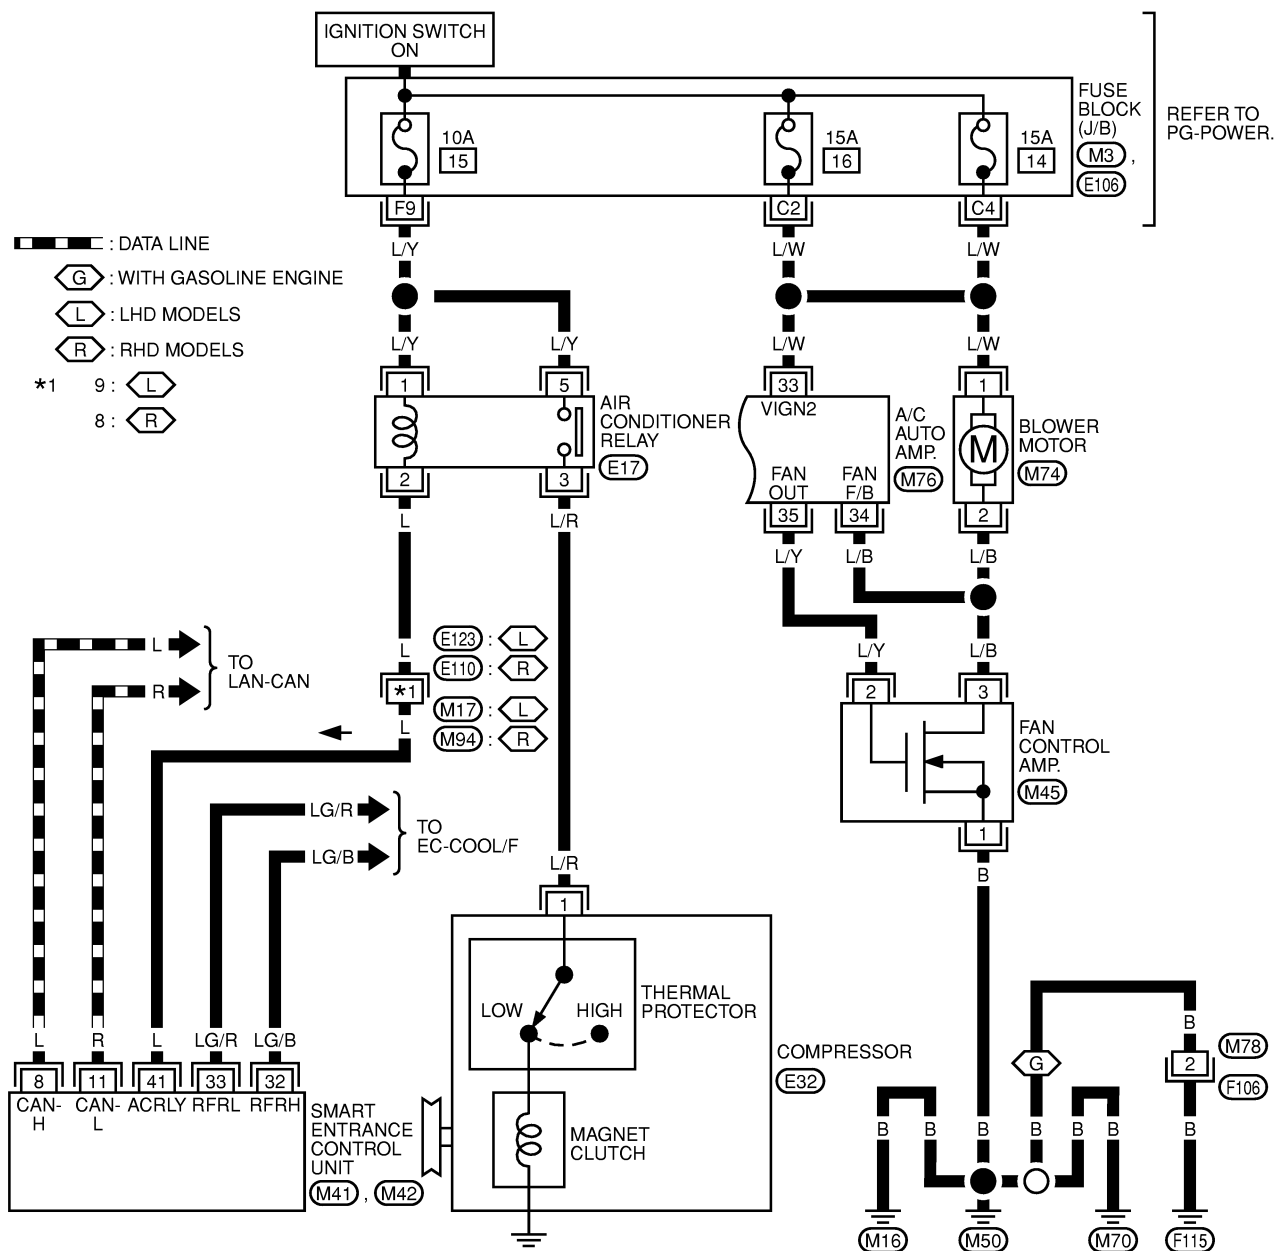 IGNITION SWITCH
ON
FUSE
BLOCK
(J/B)
M3 ,
E106
REFER TO
PG-POWER.
10A
15
15A
16
15A
14
F9
C2
C4
L/Y
L/W
L/W
: DATA LINE
G : WITH GASOLINE ENGINE
L : LHD MODELS
R : RHD MODELS
*1 9 : L
8 : R
L/Y
L/Y
L/W
L/W
1
5
33
1
AIR
CONDITIONER
RELAY
E17
VIGN2
A/C
AUTO
AMP.
M76
M
BLOWER
MOTOR
M74
FAN
OUT
FAN
F/B
2
3
35
34
2
L
L/R
L/Y
L/B
L/B
L
E123 : L
E110 : R
*1
M17 : L
M94 : R
L
L
R
TO
LAN-CAN
L/Y
L/B
2
3
FAN
CONTROL
AMP.
M45
1
B
LG/R
LG/B
TO
EC-COOL/F
L/R
1
LOW
HIGH
THERMAL
PROTECTOR
COMPRESSOR
E32
MAGNET
CLUTCH
L
R
L
LG/R
LG/B
8
11
41
33
32
CAN-
H
CAN-
L
ACRLY
RFRL
RFRH
SMART
ENTRANCE
CONTROL
UNIT
M41 , M42
G
B
2
M78
F106
B
B
B
B
B
B
B
M16
M50
M70
F115